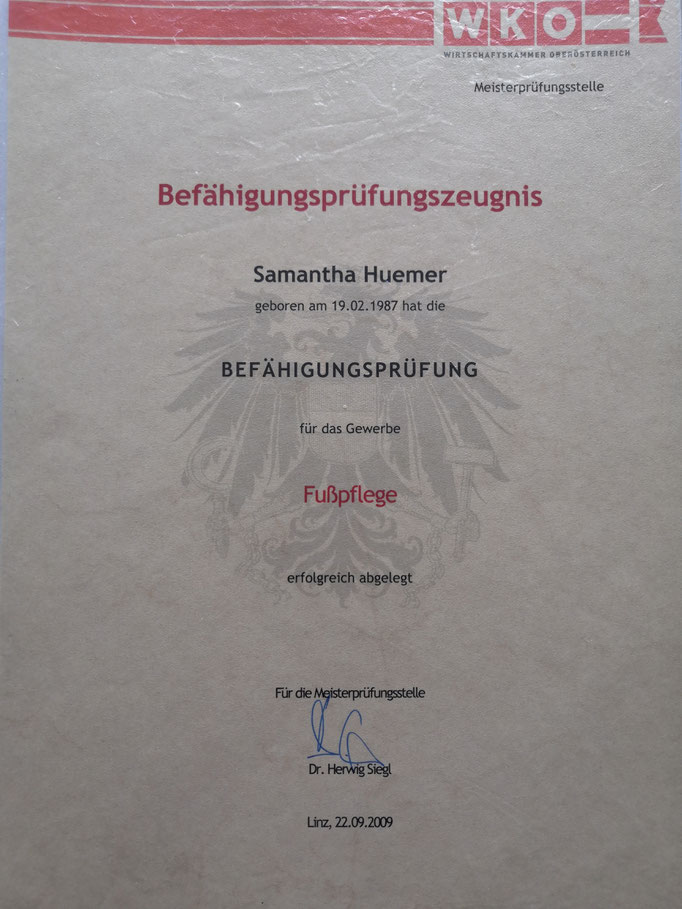 WKO
WIRTSCHAFTSKAMMER OBERÖSTERREICH
Meisterprüfungsstelle
Befähigungsprüfungszeugnis
Samantha Huemer
geboren am 19.02.1987 hat die
BEFÄHIGUNGSPRÜFUNG
für das Gewerbe
Fußpflege
erfolgreich abgelegt
Für die Meisterprüfungsstelle
Dr. Herwig Siegl
Linz, 22.09.2009